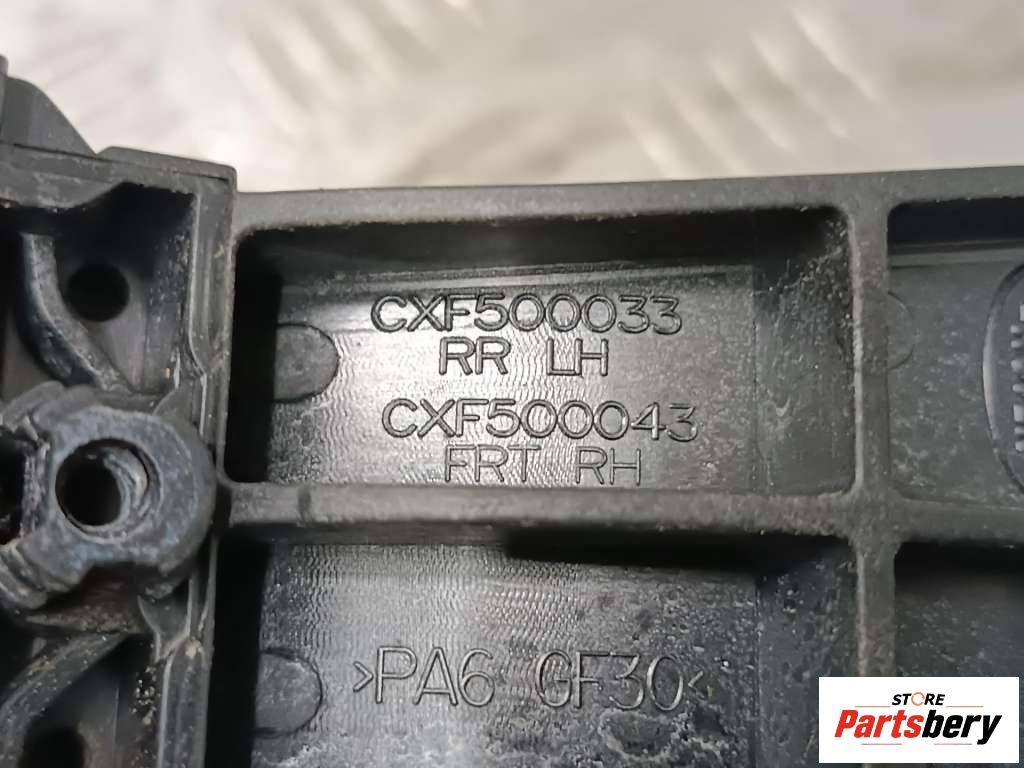 CXF500033
RR LH
CXF500043
FRT RH
>PA6 GF30<
STORE
Partsbery